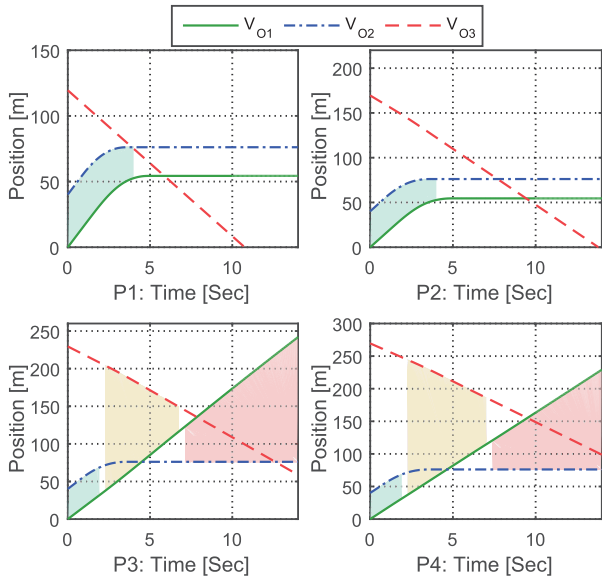 V_O1 V_O2 V_O3
Position [m]
150
100
50
0
0 5 10
P1: Time [Sec]
Position [m]
200
150
100
50
0
0 5 10
P2: Time [Sec]
Position [m]
250
200
150
100
50
0
0 5 10
P3: Time [Sec]
Position [m]
300
250
200
150
100
50
0
0 5 10
P4: Time [Sec]